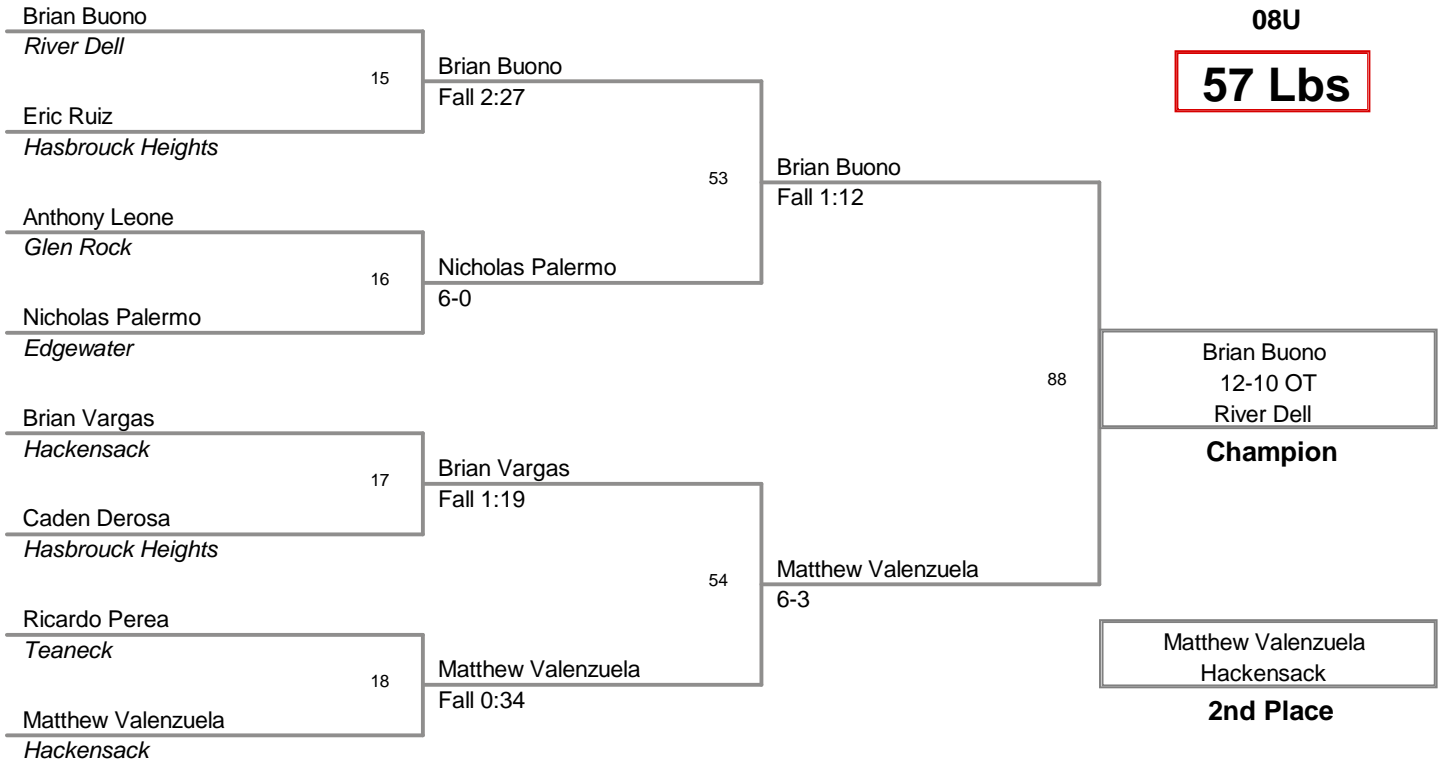 Brian Buono
River Dell
15
Eric Ruiz
Hasbrouck Heights
Anthony Leone
Glen Rock
16
Nicholas Palermo
Edgewater
Brian Vargas
Hackensack
17
Caden Derosa
Hasbrouck Heights
Ricardo Perea
Teaneck
18
Matthew Valenzuela
Hackensack
Brian Buono
Fall 2:27
53
Nicholas Palermo
6-0
Brian Vargas
Fall 1:19
54
Matthew Valenzuela
Fall 0:34
Brian Buono
Fall 1:12
88
Matthew Valenzuela
6-3
08U
57 Lbs
Brian Buono
12-10 OT
River Dell
Champion
Matthew Valenzuela
Hackensack
2nd Place